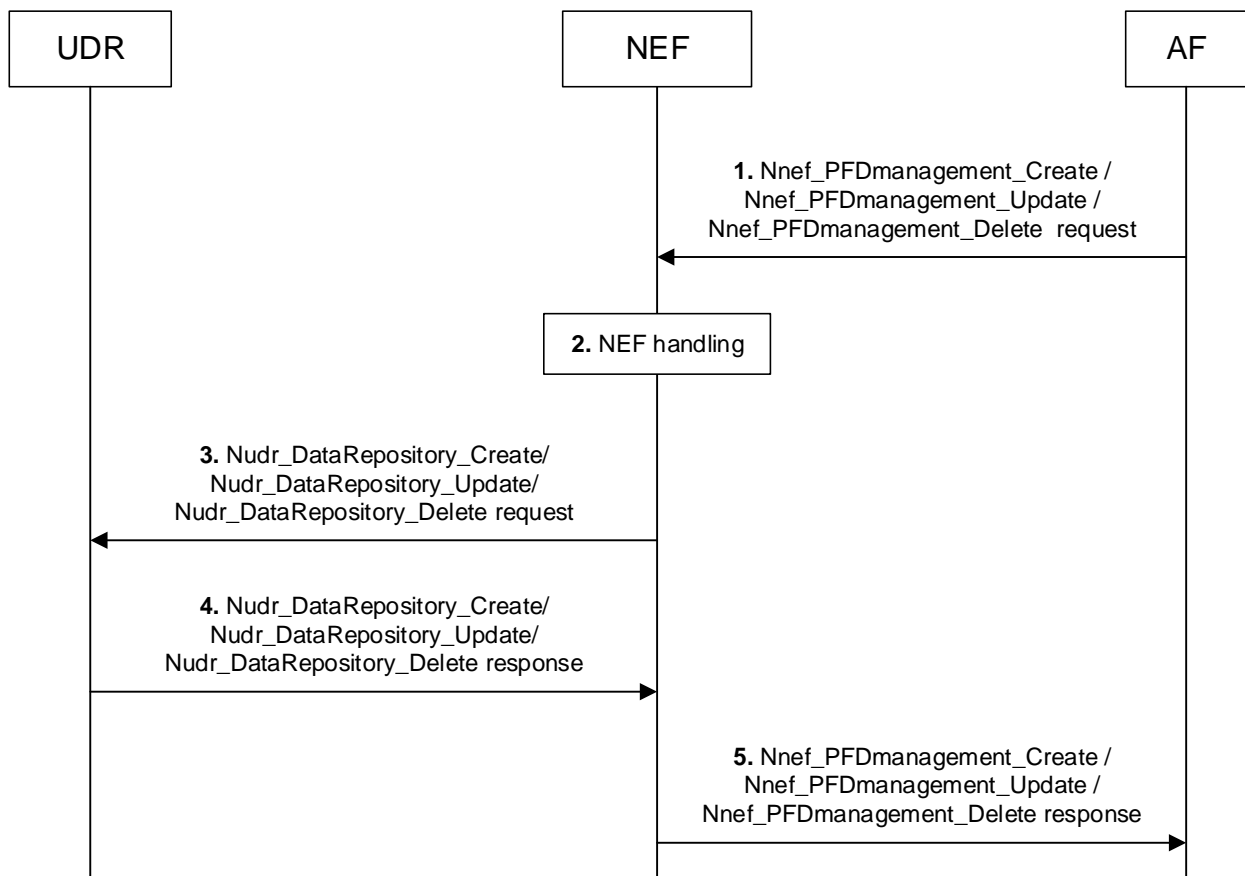 UDR
NEF
AF
1. Nnef_PFDmanagement_Create /
Nnef_PFDmanagement_Update /
Nnef_PFDmanagement_Delete  request
2. NEF handling
3. Nudr_DataRepository_Create/
Nudr_DataRepository_Update/
Nudr_DataRepository_Delete request
4. Nudr_DataRepository_Create/
Nudr_DataRepository_Update/
Nudr_DataRepository_Delete response
5. Nnef_PFDmanagement_Create /
Nnef_PFDmanagement_Update /
Nnef_PFDmanagement_Delete response